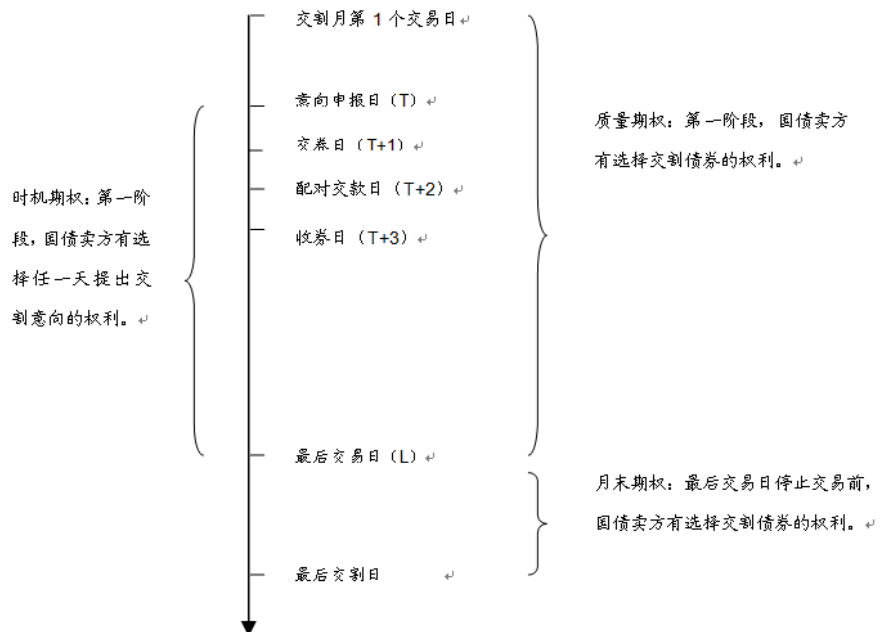 交割月第 1 个交易日
意向申报日（T）
交券日（T+1）
配对交款日（T+2）
收券日（T+3）
最后交易日（L）
最后交割日
时机期权：第一阶
段，国债卖方有选
择任一天提出交
割意向的权利。
质量期权：第一阶段，国债卖方
有选择交割债券的权利。
月末期权：最后交易日停止交易前，
国债卖方有选择交割债券的权利。